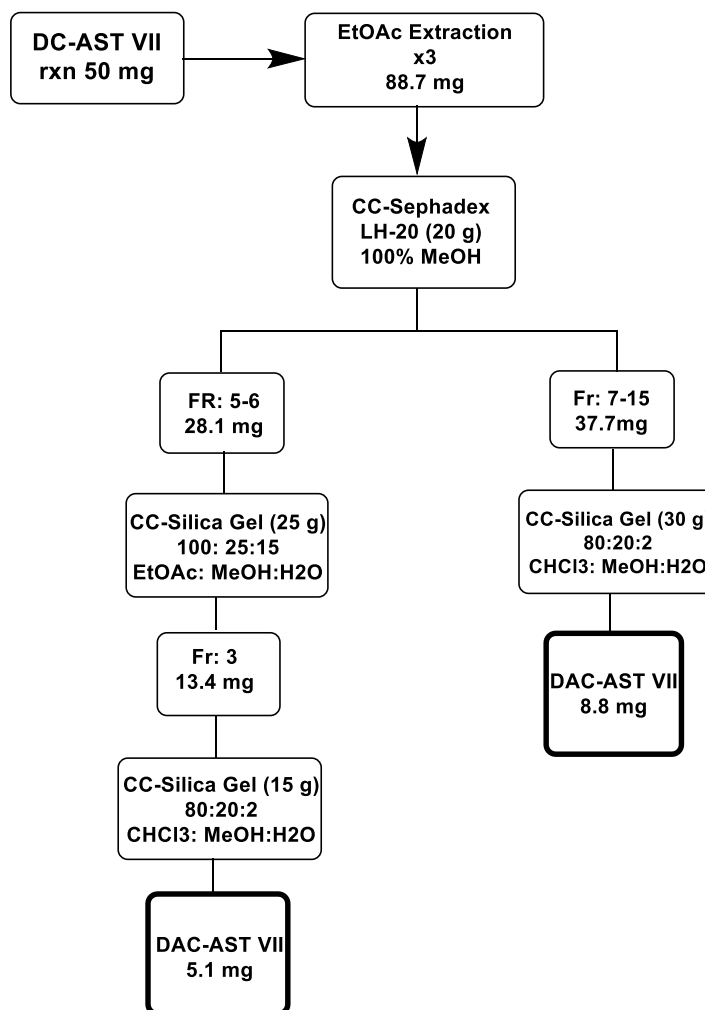 DC-AST VII
rxn 50 mg
EtOAc Extraction
x3
88.7 mg
CC-Sephadex
LH-20 (20 g)
100% MeOH
FR: 5-6
28.1 mg
Fr: 7-15
37.7mg
CC-Silica Gel (25 g)
100: 25:15
EtOAc: MeOH:H2O
CC-Silica Gel (30 g
80:20:2
CHCl3: MeOH:H2O
Fr: 3
13.4 mg
DAC-AST VII
8.8 mg
CC-Silica Gel (15 g)
80:20:2
CHCl3: MeOH:H2O
DAC-AST VII
5.1 mg